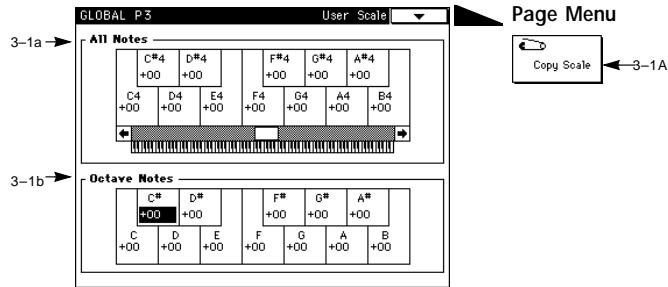 GLOBAL P3 User Scale
Page Menu
3–1a
All Notes
C#4 D#4 F#4 G#4 A#4
+00 +00 +00 +00 +00
C4 D4 E4 F4 G4 A4 B4
+00 +00 +00 +00 +00 +00 +00
Copy Scale
3–1A
3–1b
Octave Notes
C# D# F# G# A#
+00 +00 +00 +00 +00
C D E F G A B
+00 +00 +00 +00 +00 +00 +00